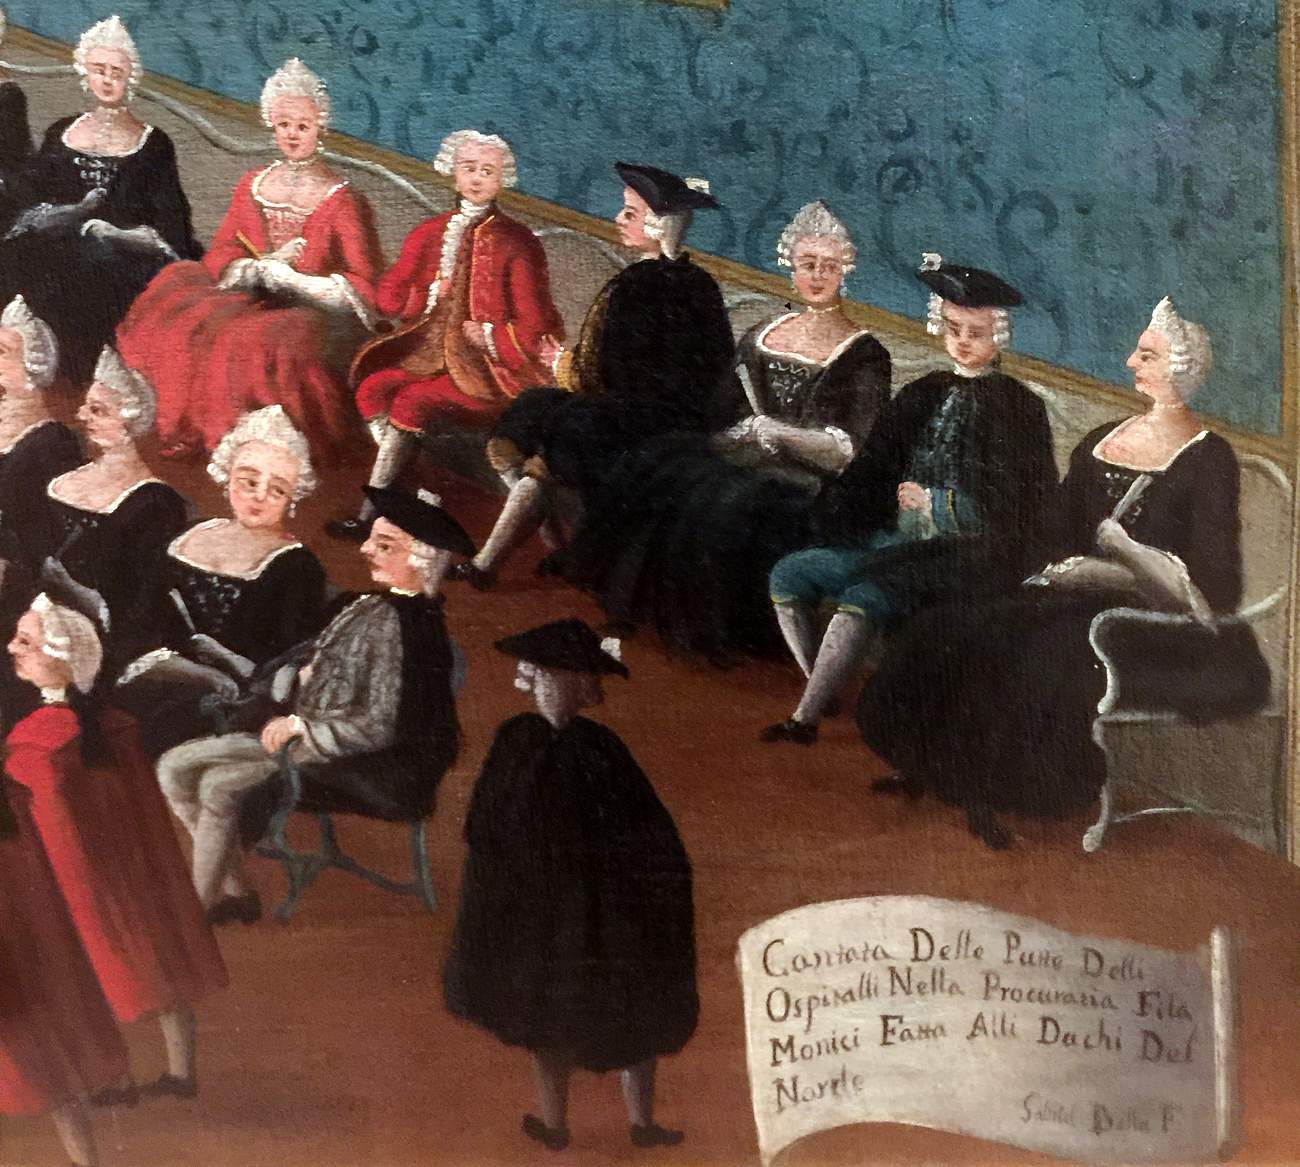 Cantata Delle Putte Delli
Ospitalli Nella Procuratia Fila
Monici Fatta Alli Duchi Del
Norde
Gabriel Bella F